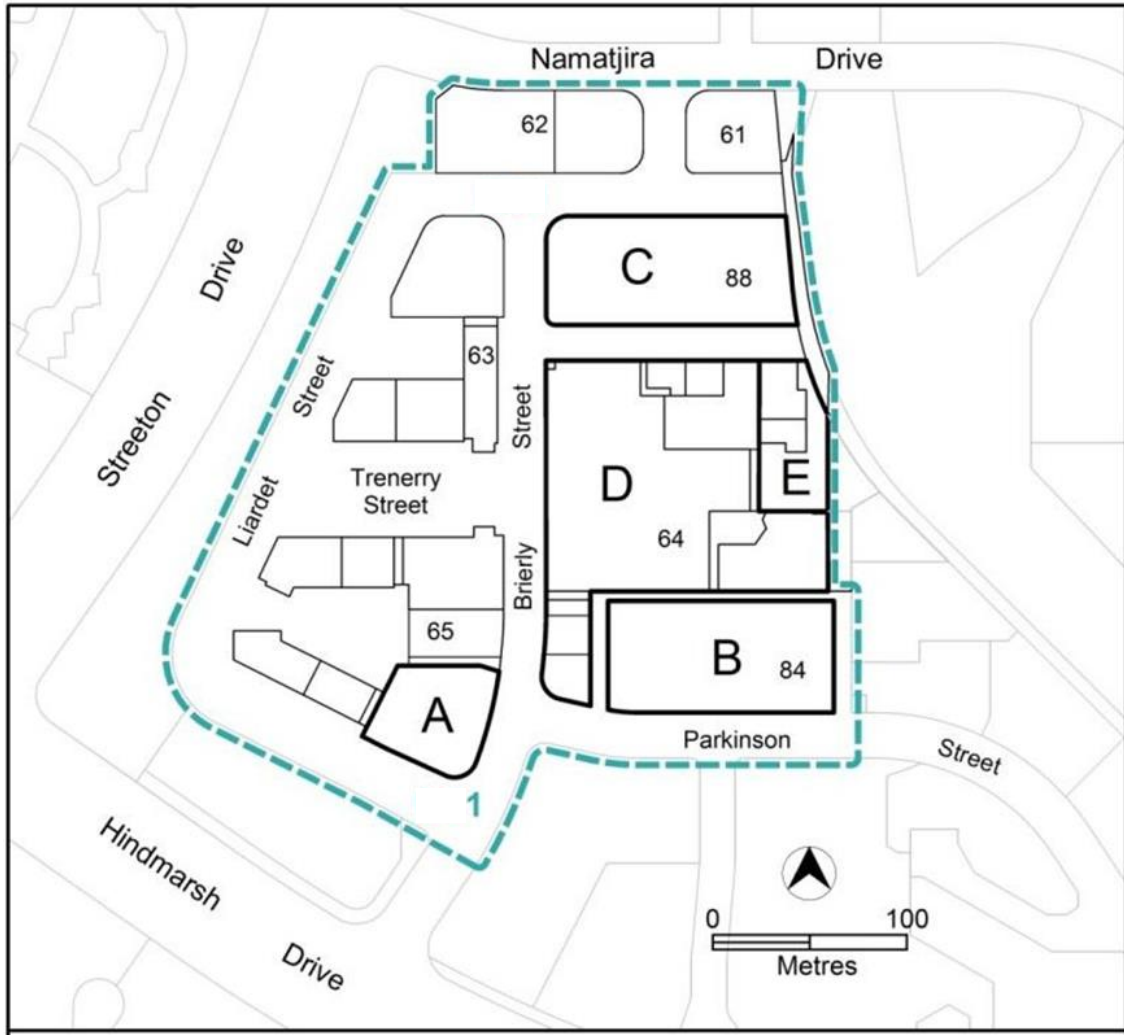 Namatjira
Drive
62
61
Drive
C
88
63
Street
Street
Streeton
Trenerry
Street
D
E
Liardet
64
Brierly
65
B
84
A
Parkinson
Street
1
Hindmarsh
Drive
0
100
Metres